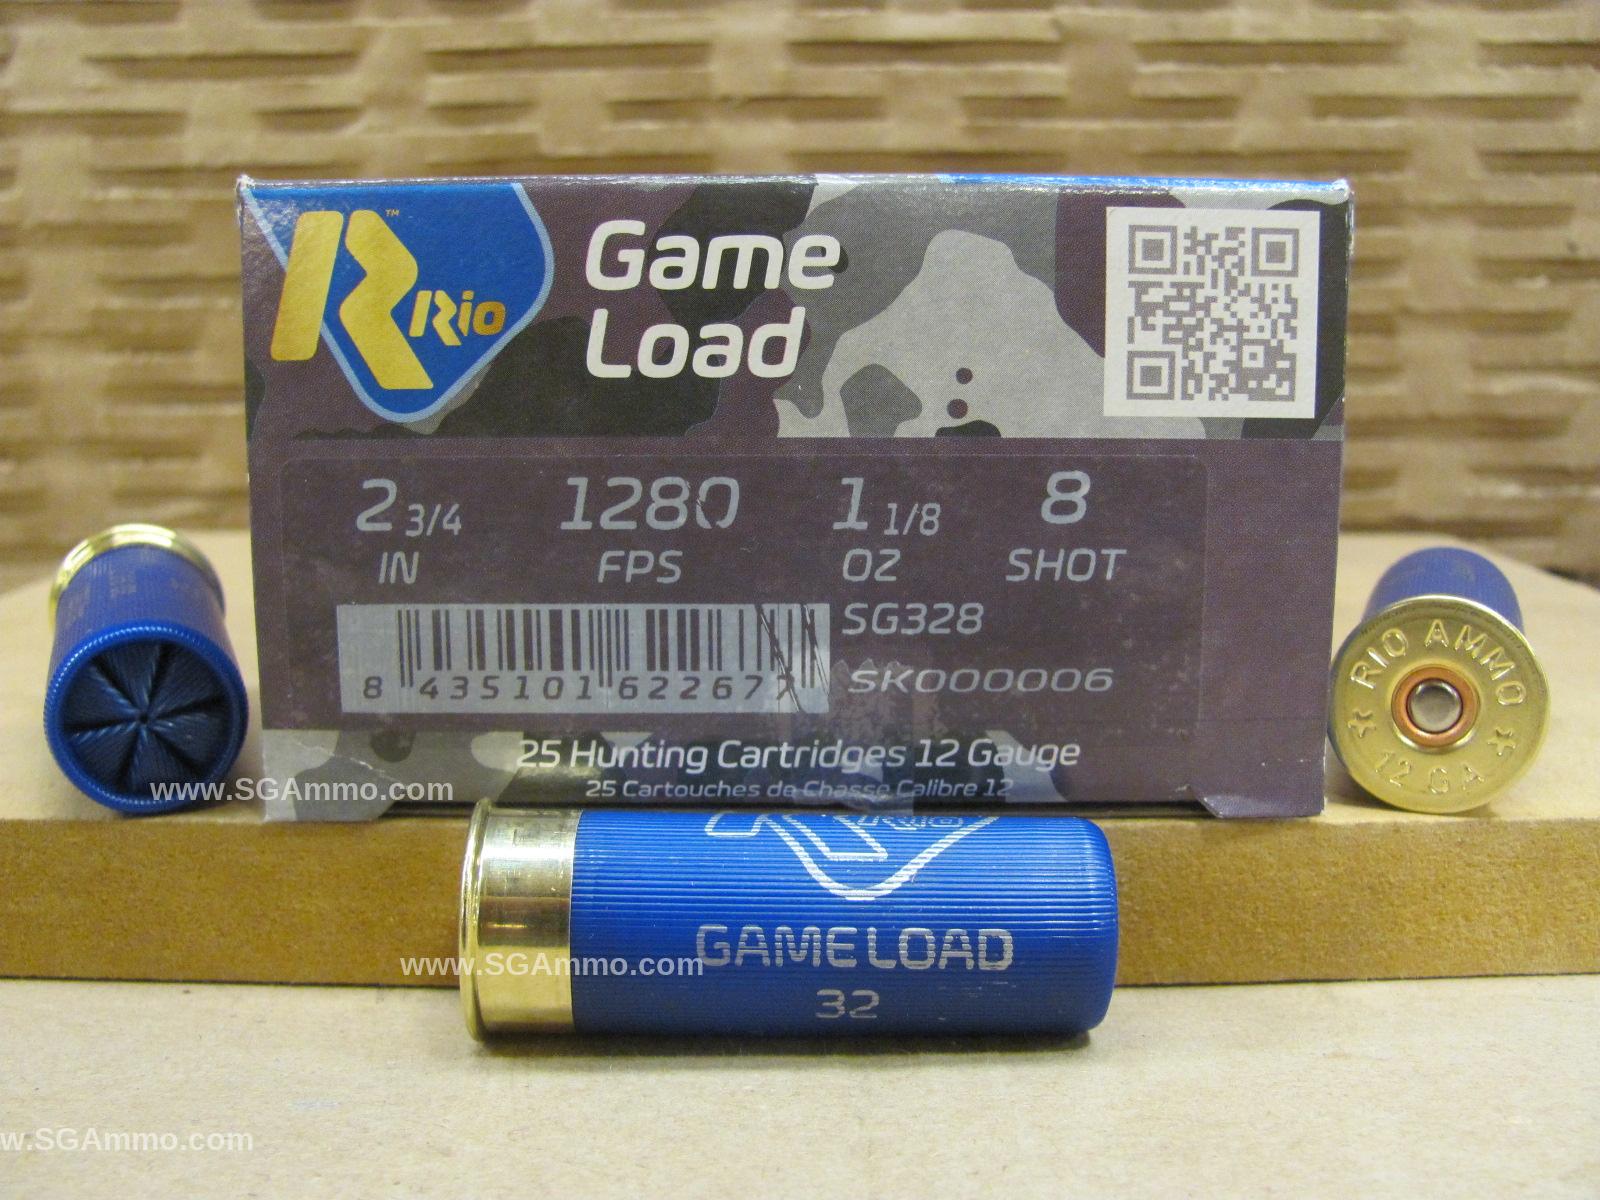 Rio
TM
Game
Load
2 3/4 1280 1 1/8 8
IN FPS OZ SHOT
SG328
8 435101 622677
SK000006
25 Hunting Cartridges 12 Gauge
25 Cartouches de Chasse Calibre 12
RIO AMMO
12 GA
www.SGAmmo.com
Rio
GAME LOAD
www.SGAmmo.com
32
w.SGAmmo.com